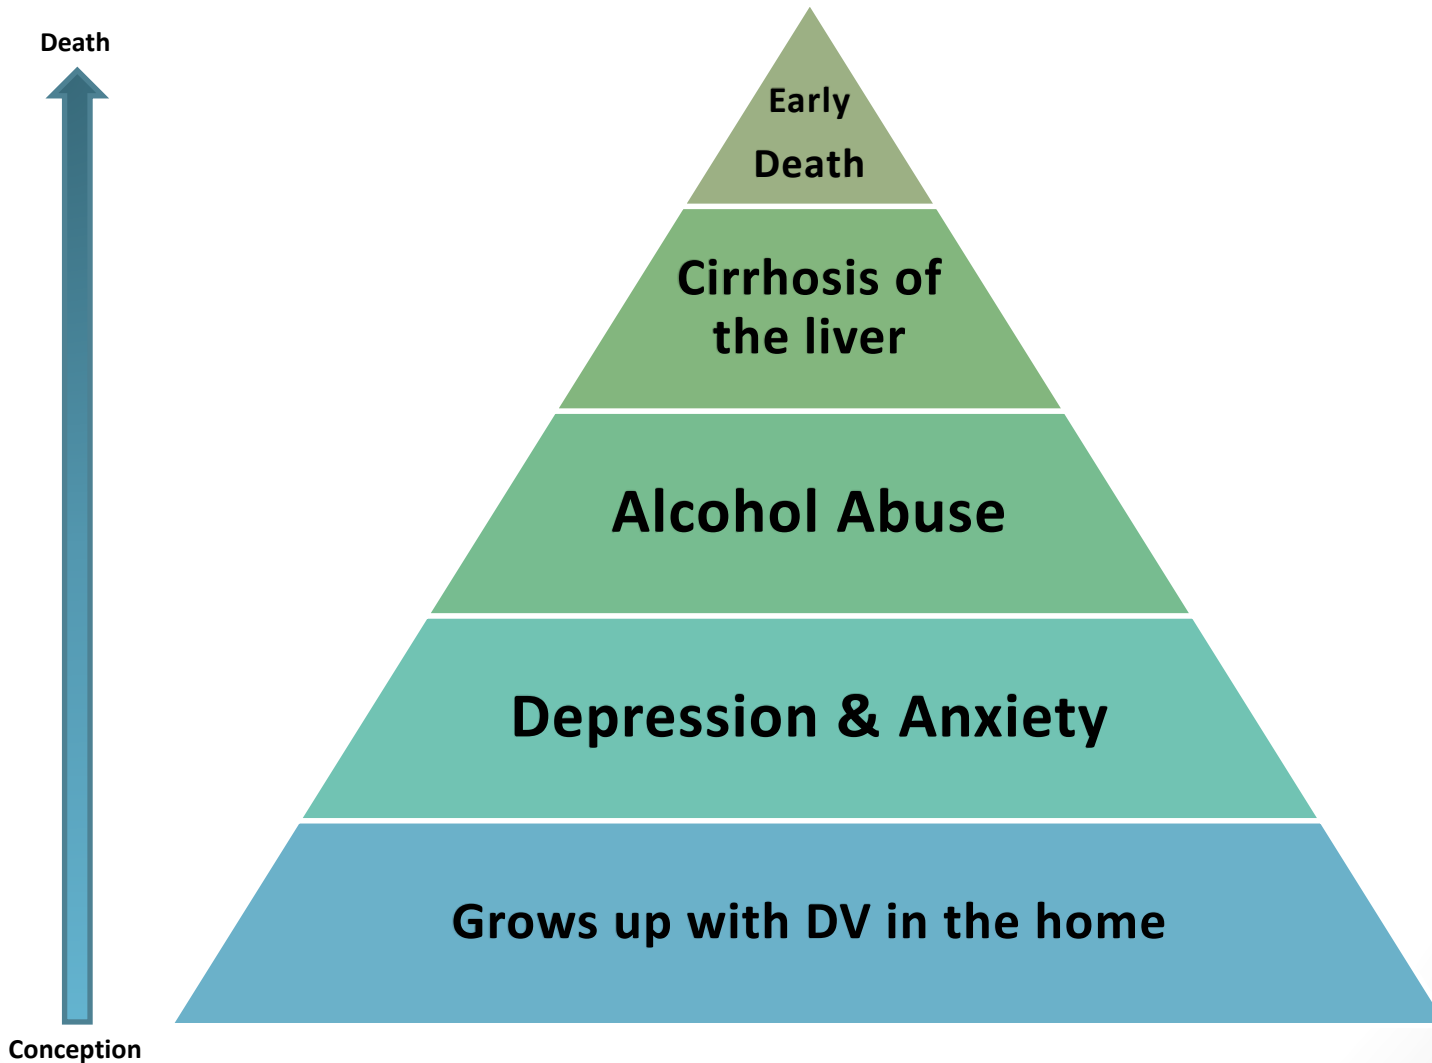 Death
Early
Death
Cirrhosis of
the liver
Alcohol Abuse
Depression & Anxiety
Grows up with DV in the home
Conception